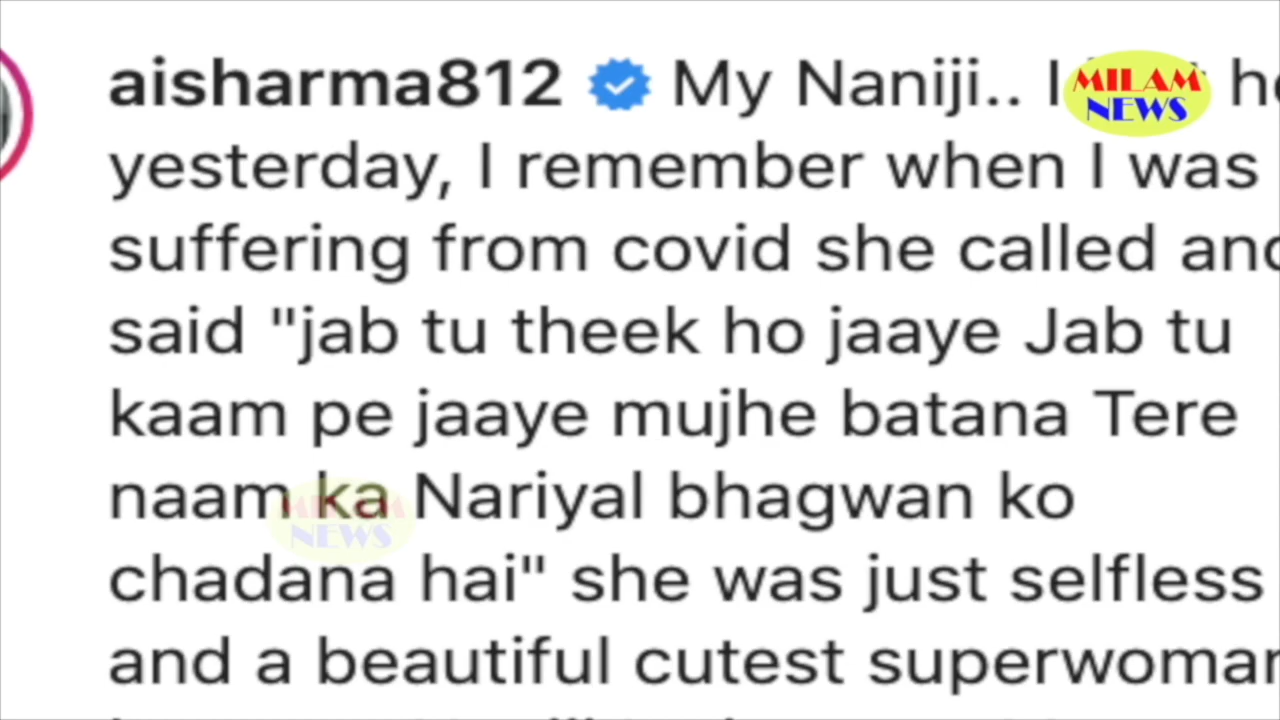 aisharma812 My Naniji.. I
yesterday, I remember when I was
suffering from covid she called
said "jab tu theek ho jaaye Jab tu
kaam pe jaaye mujhe batana Tere
naam ka Nariyal bhagwan ko
chadana hai" she was just selfless
and a beautiful cutest
MILAM
NEWS
MILAM
NEWS